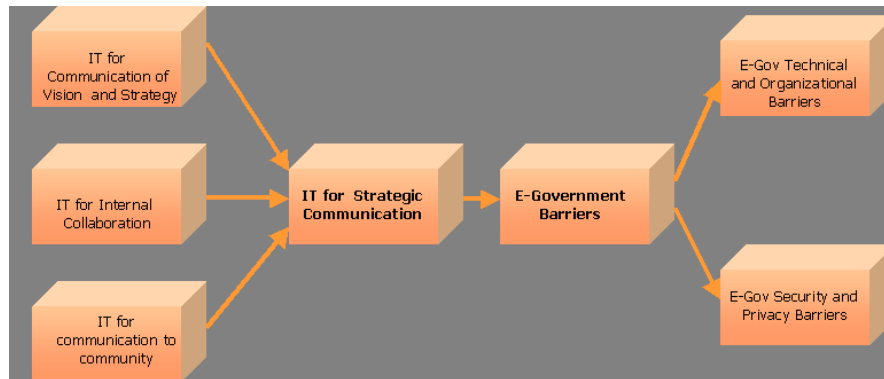 IT for
Communication of
Vision and Strategy
IT for Internal
Collaboration
IT for
communication to
community
IT for Strategic
Communication
E-Government
Barriers
E-Gov Technical
and Organizational
Barriers
E-Gov Security and
Privacy Barriers